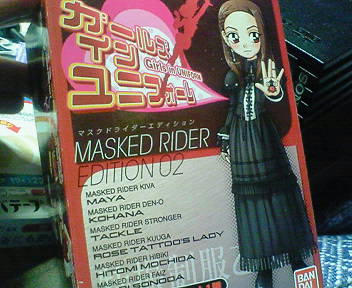 ガールズ
イン
ユニフォーム
Girls in UNIFORM
マスクドライダーエディション
MASKED RIDER
EDITION 02
MASKED RIDER KIVA
MAYA
MASKED RIDER DEN-O
KOHANA
MASKED RIDER STRONGER
TACKLE
MASKED RIDER KUUGA
ROSE TATTOO'S LADY
MASKED RIDER HIBIKI
HITOMI MOCHIDA
MASKED RIDER FAIZ
SONODA
BAN
DAI